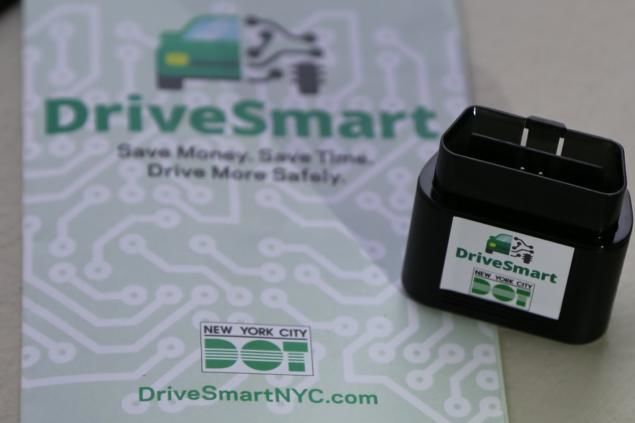 DriveSmart
Save Money. Save Time.
Drive More Safely.
NEW YORK CITY
DOT
DriveSmartNYC.com
DriveSmart
NEW YORK CITY
DOT